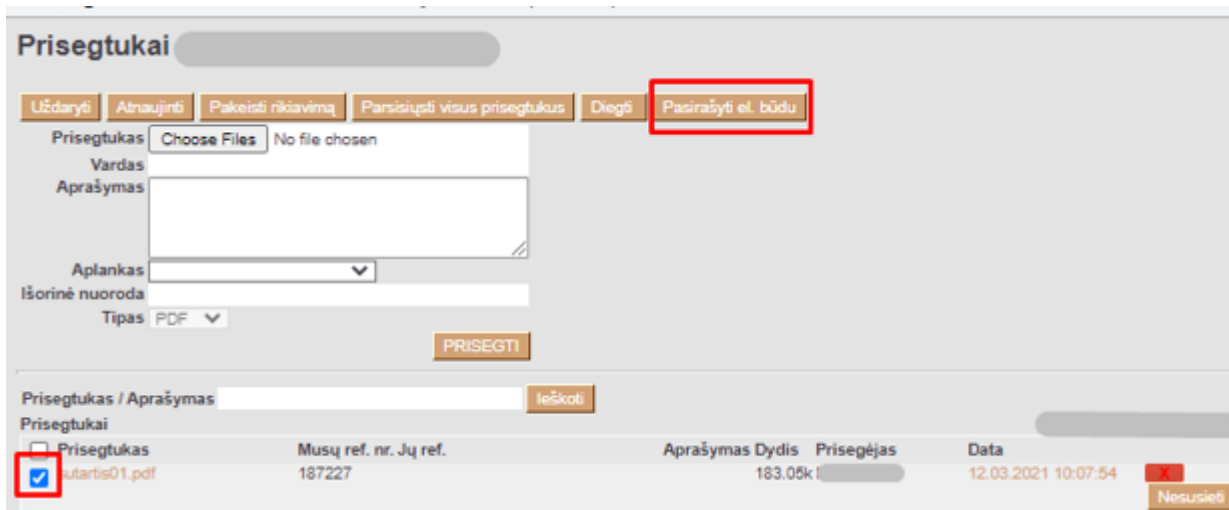 Prisegtukai
Uždaryti Atnaujinti Pakeisti rikiavimą Parsisiųsti visus prisegtukus Diegti Pasirašyti el. būdu
Prisegtukas Choose Files No file chosen
Vardas
Aprašymas
Aplankas
Išorinė nuoroda
Tipas PDF
PRISEGTI
Prisegtukas / Aprašymas Ieškoti
Prisegtukai
Prisegtukas Musų ref. nr. Jų ref. Aprašymas Dydis Prisegėjas Data
sutartis01.pdf 187227 183.05k 12.03.2021 10:07:54 X
Nesusieti